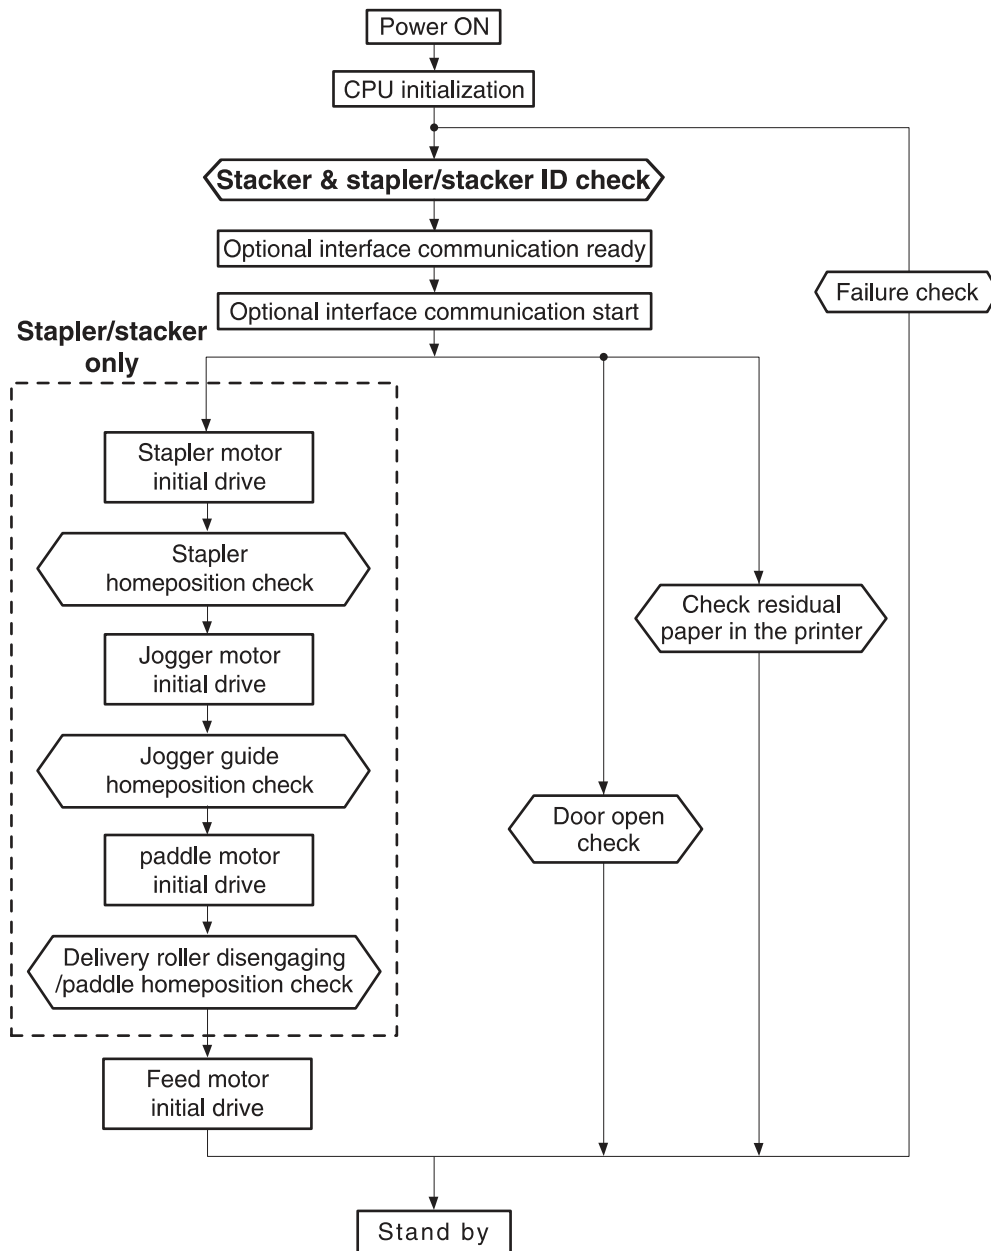 Power ON
CPU initialization
Stacker & stapler/stacker ID check
Optional interface communication ready
Failure check
Optional interface communication start
Stapler/stacker
only
Stapler motor
initial drive
Stapler
homeposition check
Jogger motor
initial drive
Jogger guide
homeposition check
paddle motor
initial drive
Delivery roller disengaging
/paddle homeposition check
Feed motor
initial drive
Door open
check
Check residual
paper in the printer
Stand by